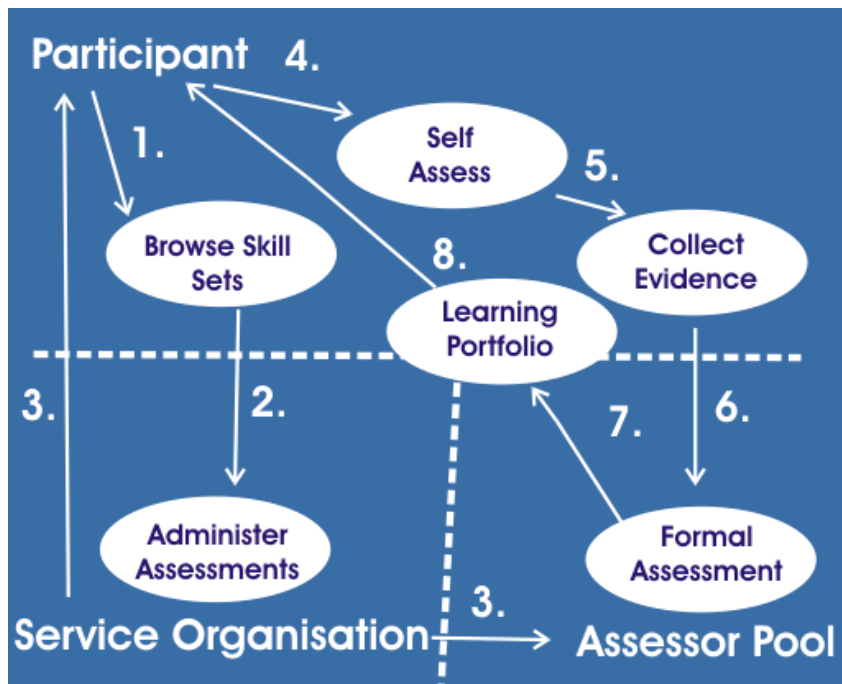 Participant
4.
1.
Self
Assess
5.
Browse Skill
Sets
8.
Collect
Evidence
Learning
Portfolio
3.
2.
7.
6.
Administer
Assessments
Formal
Assessment
3.
Service Organisation
Assessor Pool